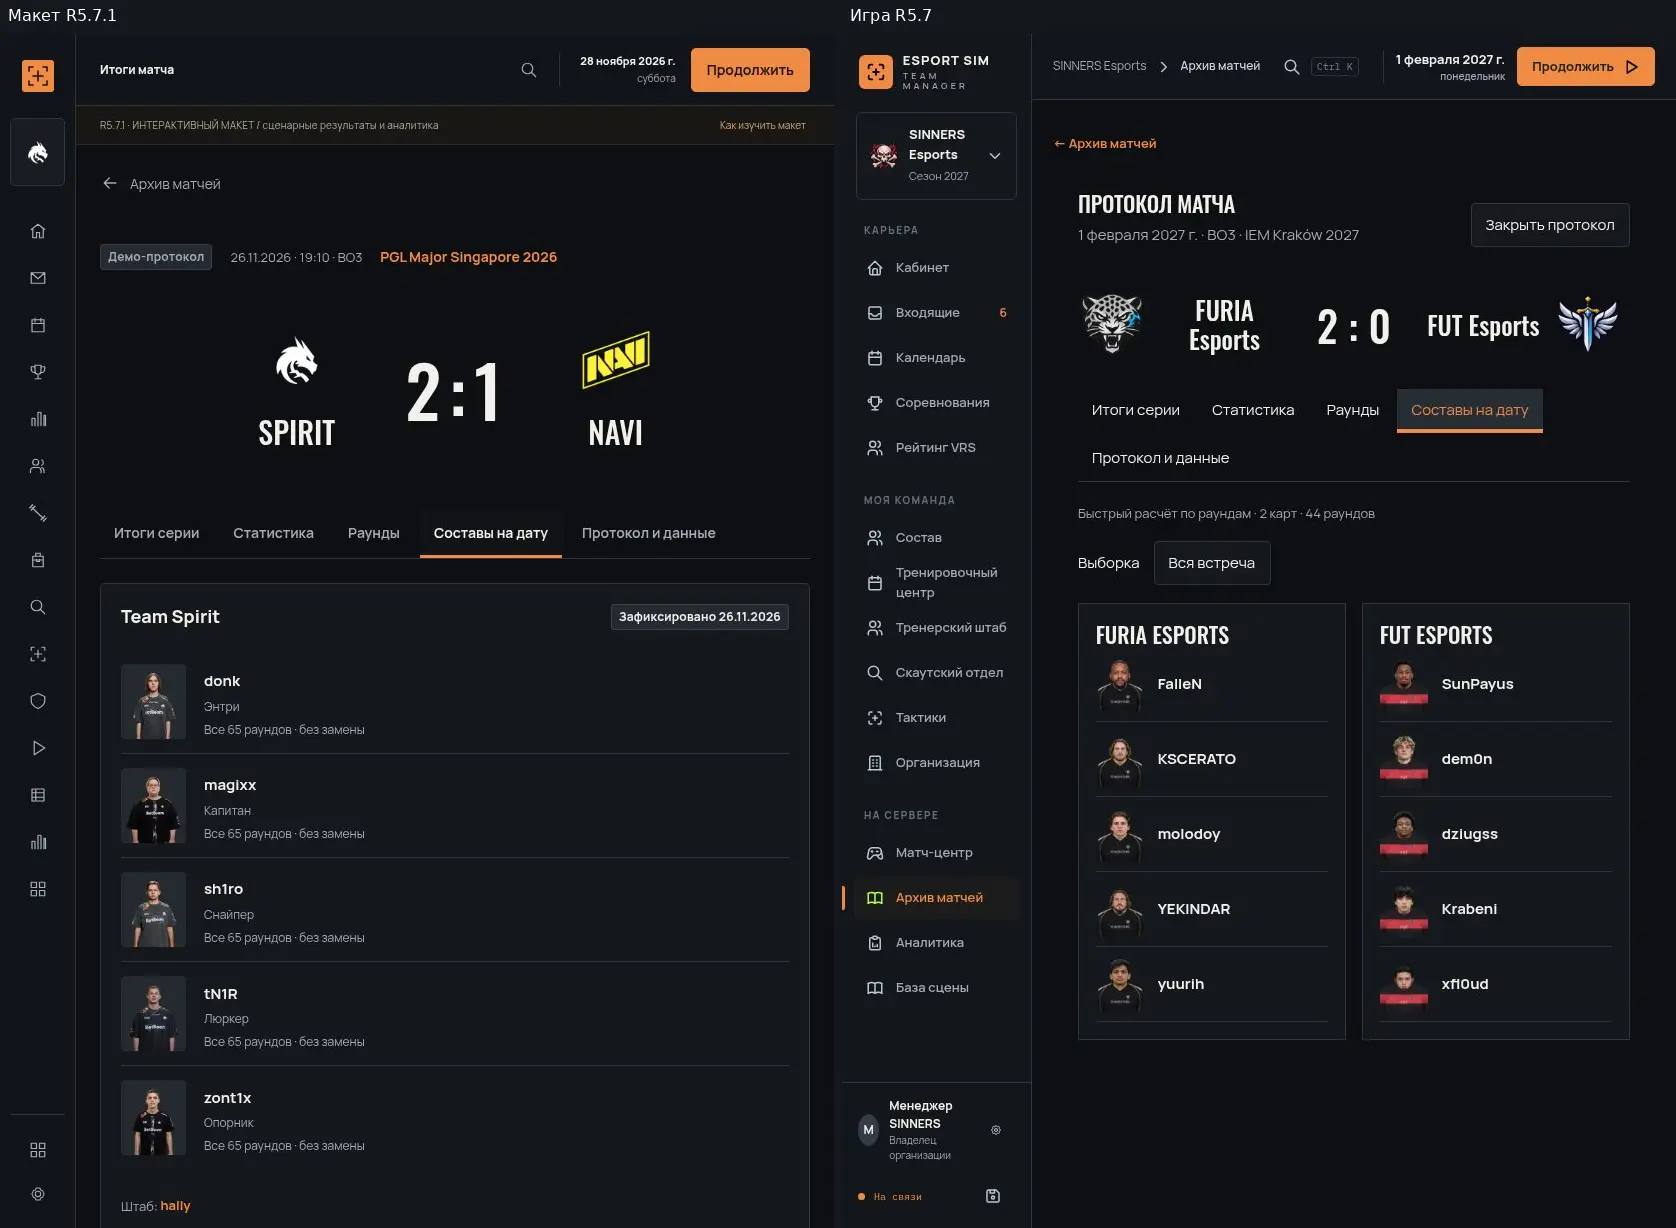 Макет R5.7.1
Итоги матча
28 ноября 2026 г.
суббота
Продолжить
R5.7.1 · ИНТЕРАКТИВНЫЙ МАКЕТ / сценарные результаты и аналитика
Как изучить макет
← Архив матчей
Демо-протокол
26.11.2026 · 19:10 · BO3
PGL Major Singapore 2026
NAVI
SPIRIT
2:1
NAVI
Итоги серии
Статистика
Раунды
Составы на дату
Протокол и данные
Team Spirit
Зафиксировано 26.11.2026
donk
Энтри
Все 65 раундов · без замены
magixx
Капитан
Все 65 раундов · без замены
sh1ro
Снайпер
Все 65 раундов · без замены
tN1R
Люркер
Все 65 раундов · без замены
zont1x
Опорник
Все 65 раундов · без замены
Штаб: hally
Игра R5.7
ESPORT SIM
TEAM
MANAGER
SINNERS
Esports
Сезон 2027
КАРЬЕРА
Кабинет
Входящие 6
Календарь
Соревнования
Рейтинг VRS
МОЯ КОМАНДА
Состав
Тренировочный
центр
Тренерский штаб
Скаутский отдел
Тактики
Организация
НА СЕРВЕРЕ
Матч-центр
Архив матчей
Аналитика
База сцены
M
Менеджер
SINNERS
Владелец
организации
На связи
SINNERS Esports > Архив матчей
Ctrl K
1 февраля 2027 г.
понедельник
Продолжить
← Архив матчей
ПРОТОКОЛ МАТЧА
1 февраля 2027 г. · BO3 · IEM Kraków 2027
Закрыть протокол
FURIA
Esports
2 : 0
FUT Esports
Итоги серии
Статистика
Раунды
Составы на дату
Протокол и данные
Быстрый расчёт по раундам · 2 карт · 44 раундов
Выборка
Вся встреча
FURIA ESPORTS
FalleN
KSCERATO
molodoy
YEKINDAR
yuurih
FUT ESPORTS
SunPayus
dem0n
dziugss
Krabeni
xfl0ud